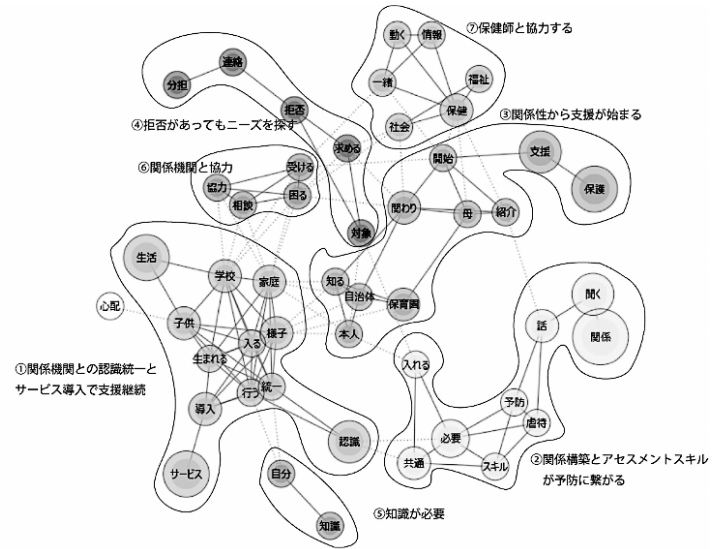 ⑦保健師と協力する
動く
情報
一緒
福祉
保健
社会
連絡
分担
拒否
④拒否があってもニーズを探す
求める
対象
③関係性から支援が始まる
開始
支援
保護
関わり
母
紹介
知る
自治体
保育園
本人
⑥関係機関と協力
受ける
協力
相談
困る
生活
学校
家庭
心配
子供
様子
入る
生まれる
行う
統一
導入
認識
サービス
①関係機関との認識統一と
サービス導入で支援継続
聞く
話
関係
入れる
予防
虐待
必要
共通
スキル
②関係構築とアセスメントスキル
が予防に繋がる
自分
知識
⑤知識が必要